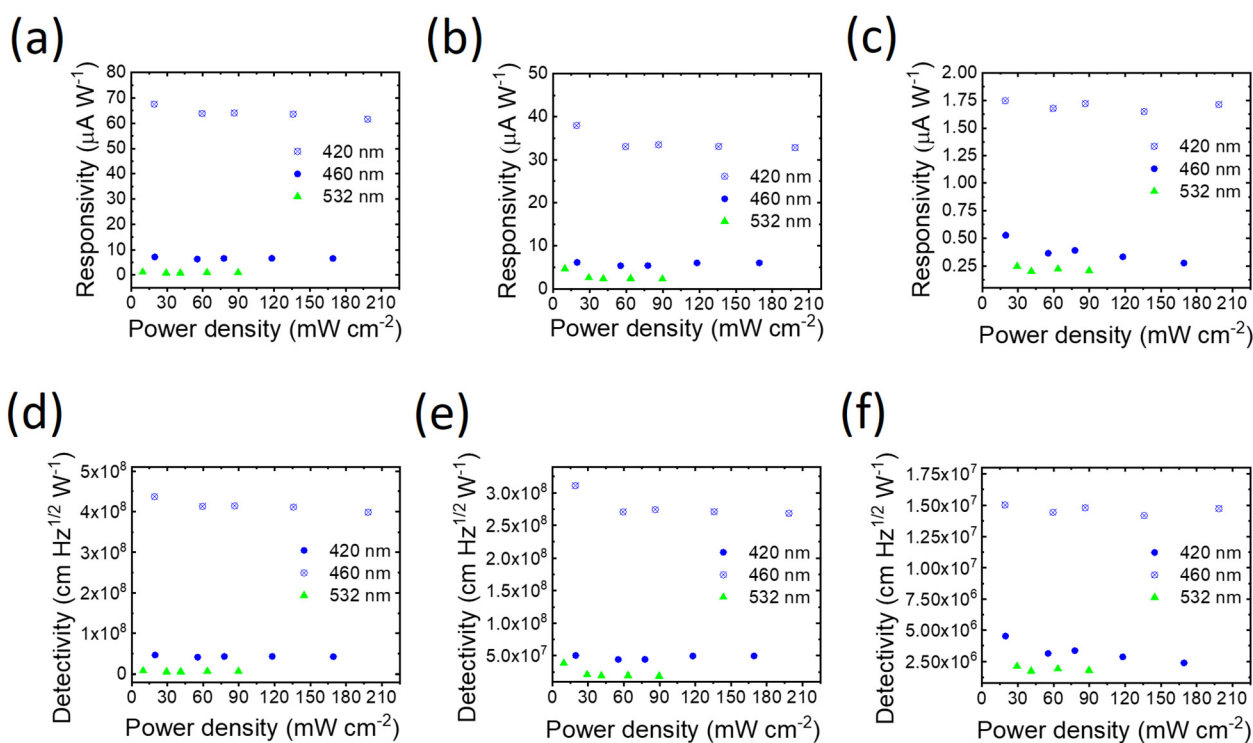 (a)
Responsivity (μA W⁻¹)
80
70
60
50
40
30
20
10
0
420 nm
460 nm
532 nm
0 30 60 90 120 150 180 210
Power density (mW cm⁻²)
(b)
Responsivity (μA W⁻¹)
50
40
30
20
10
0
420 nm
460 nm
532 nm
0 30 60 90 120 150 180 210
Power density (mW cm⁻²)
(c)
Responsivity (μA W⁻¹)
2.00
1.75
1.50
1.25
1.00
0.75
0.50
0.25
420 nm
460 nm
532 nm
0 30 60 90 120 150 180 210
Power density (mW cm⁻²)
(d)
Detectivity (cm Hz¹/² W⁻¹)
5x10⁸
4x10⁸
3x10⁸
2x10⁸
1x10⁸
0
420 nm
460 nm
532 nm
0 30 60 90 120 150 180 210
Power density (mW cm⁻²)
(e)
Detectivity (cm Hz¹/² W⁻¹)
3.0x10⁸
2.5x10⁸
2.0x10⁸
1.5x10⁸
1.0x10⁸
5.0x10⁷
420 nm
460 nm
532 nm
0 30 60 90 120 150 180 210
Power density (mW cm⁻²)
(f)
Detectivity (cm Hz¹/² W⁻¹)
1.75x10⁷
1.50x10⁷
1.25x10⁷
1.00x10⁷
7.50x10⁶
5.00x10⁶
2.50x10⁶
420 nm
460 nm
532 nm
0 30 60 90 120 150 180 210
Power density (mW cm⁻²)